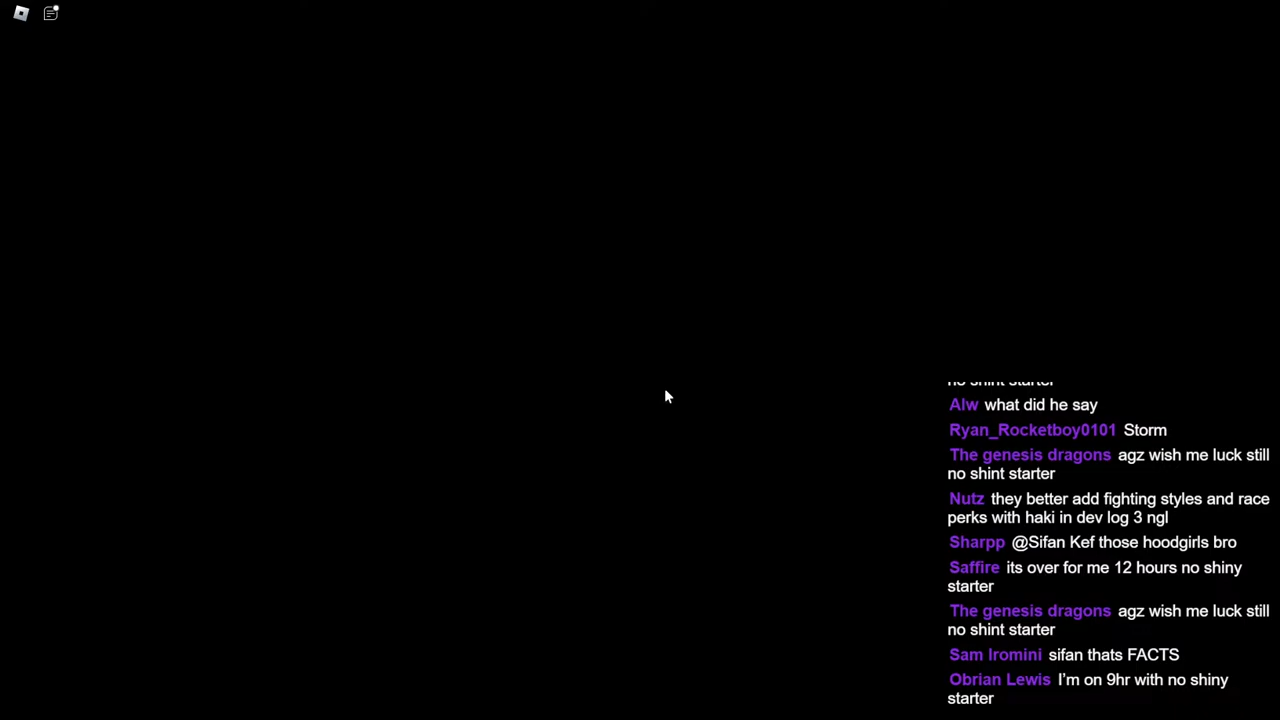 no shint starter
Alw what did he say
Ryan_Rocketboy0101 Storm
The genesis dragons agz wish me luck still
no shint starter
Nutz they better add fighting styles and race
perks with haki in dev log 3 ngl
Sharpp @Sifan Kef those hoodgirls bro
Saffire its over for me 12 hours no shiny
starter
The genesis dragons agz wish me luck still
no shint starter
Sam Iromini sifan thats FACTS
Obrian Lewis I’m on 9hr with no shiny
starter